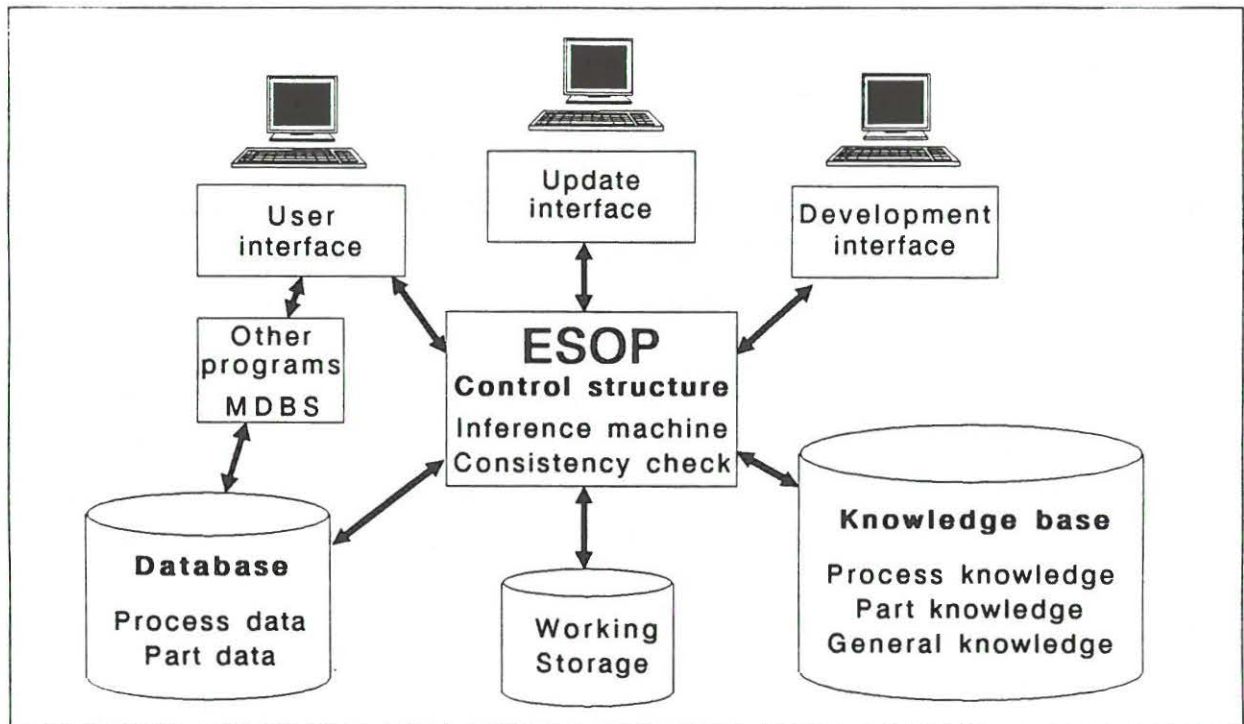 User
interface
Update
interface
Development
interface
Other
programs
MDBS
ESOP
Control structure
Inference machine
Consistency check
Database
Process data
Part data
Working
Storage
Knowledge base
Process knowledge
Part knowledge
General knowledge